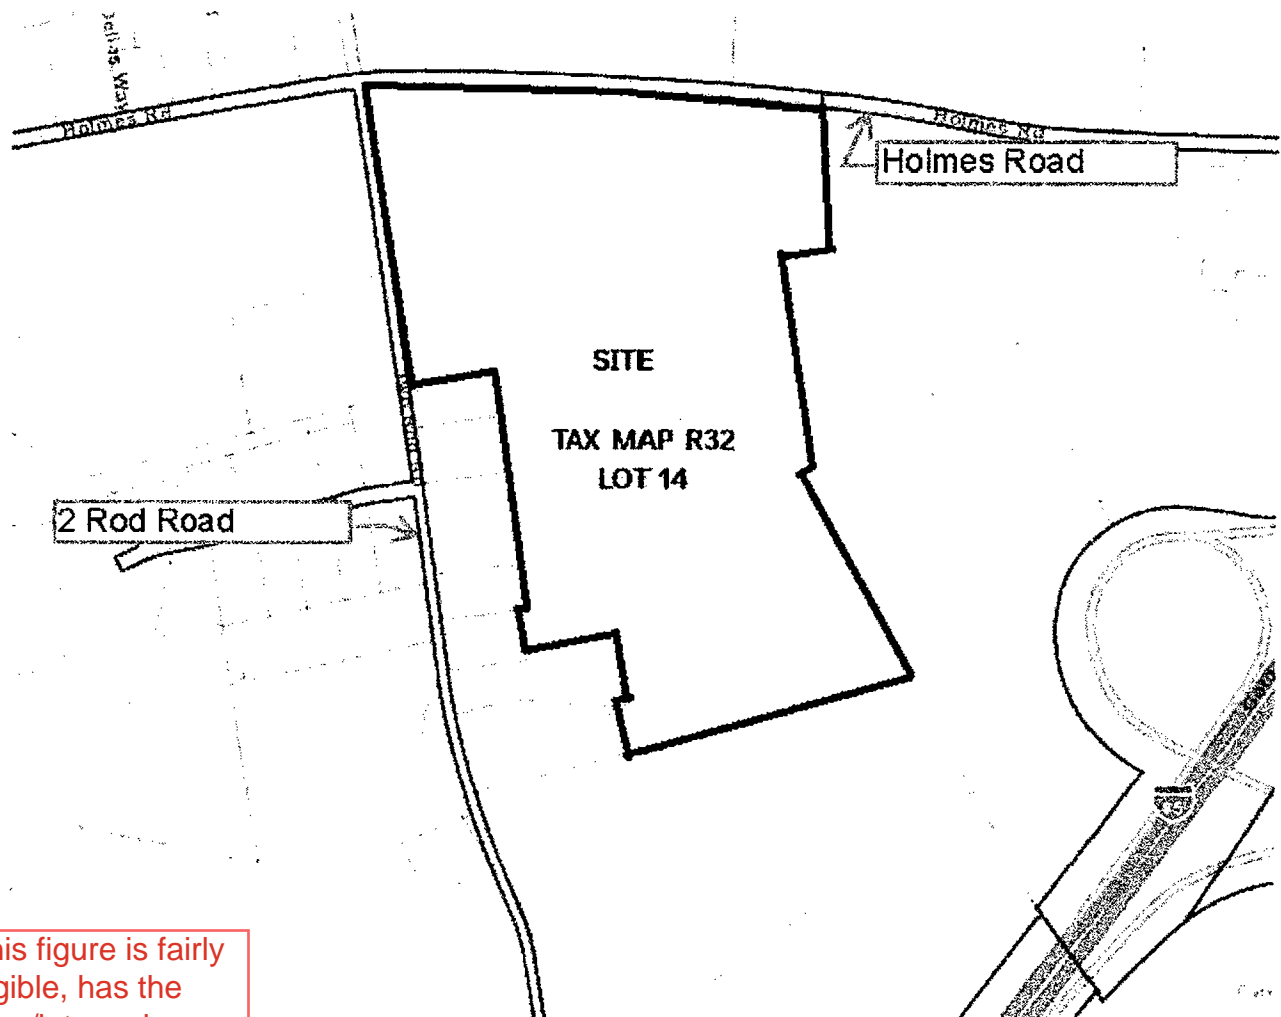 Holmes Rd
Holmes Rd
Holmes Road
SITE
TAX MAP R32
LOT 14
2 Rod Road
his figure is fairly
gible, has the